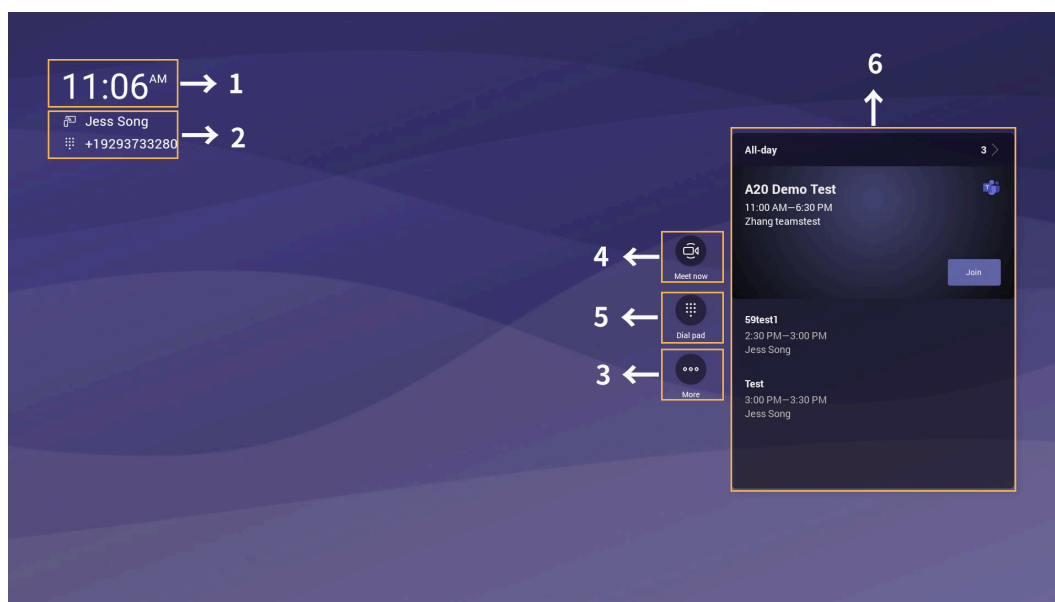 11:06 AM
1
Jess Song
+19293733280
2
6
All-day 3
A20 Demo Test
11:00 AM—6:30 PM
Zhang teamstest
Join
4
Meet now
5
Dial pad
3
More
59test1
2:30 PM—3:00 PM
Jess Song
Test
3:00 PM—3:30 PM
Jess Song